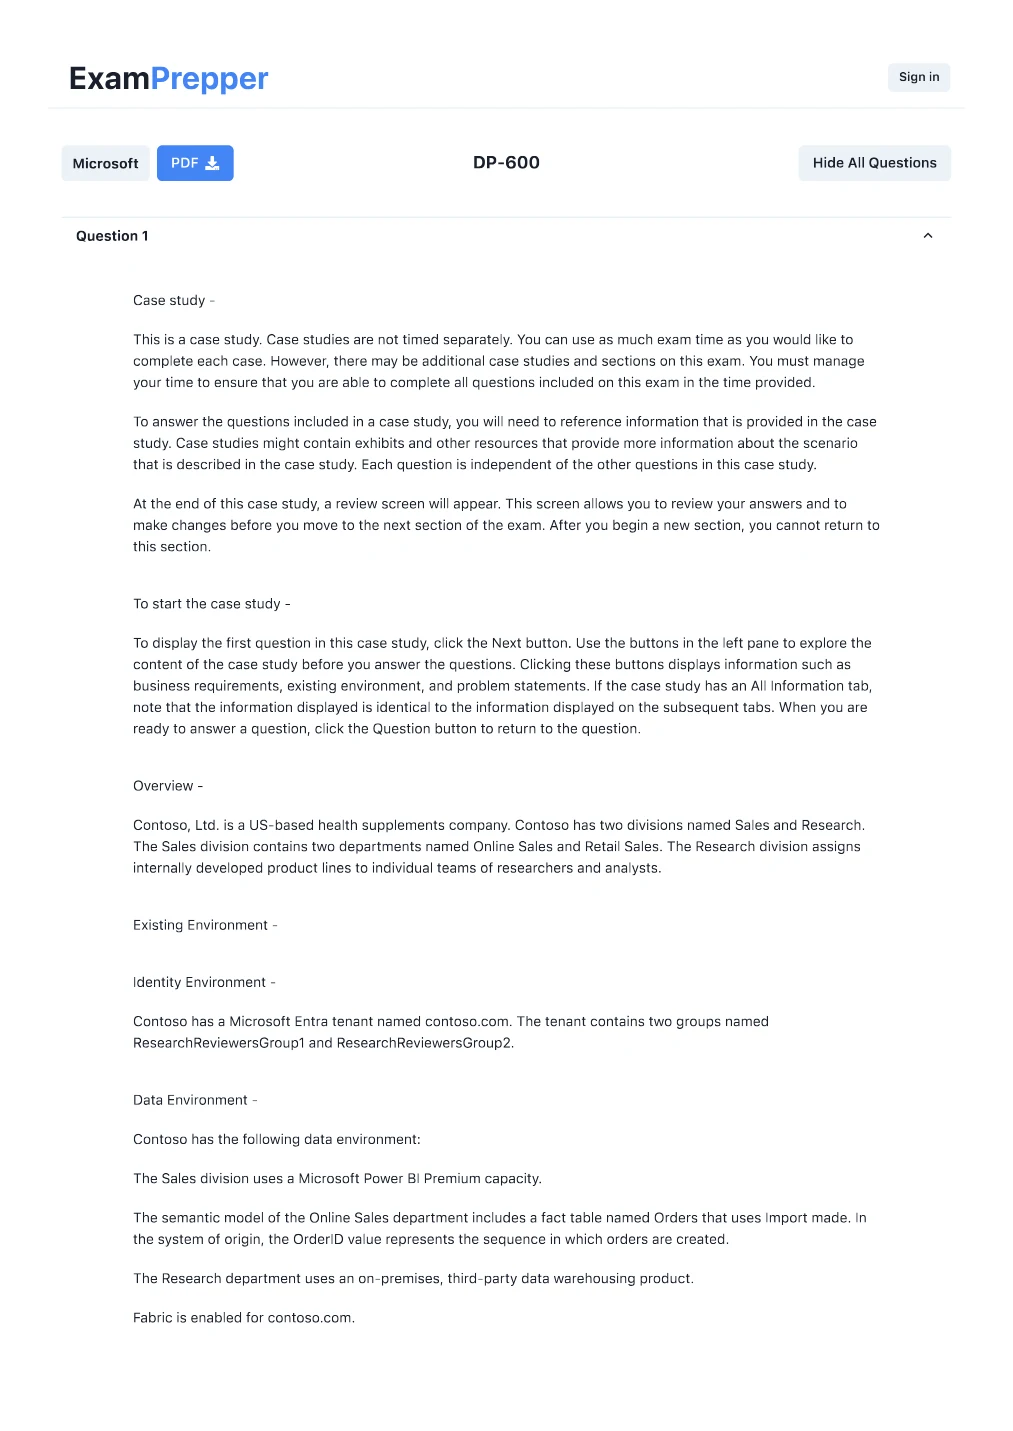 ExamPrepper
Sign in
Microsoft
PDF
DP-600
Hide All Questions
Question 1
Case study -
This is a case study. Case studies are not timed separately. You can use as much exam time as you would like to
complete each case. However, there may be additional case studies and sections on this exam. You must manage
your time to ensure that you are able to complete all questions included on this exam in the time provided.
To answer the questions included in a case study, you will need to reference information that is provided in the case
study. Case studies might contain exhibits and other resources that provide more information about the scenario
that is described in the case study. Each question is independent of the other questions in this case study.
At the end of this case study, a review screen will appear. This screen allows you to review your answers and to
make changes before you move to the next section of the exam. After you begin a new section, you cannot return to
this section.
To start the case study -
To display the first question in this case study, click the Next button. Use the buttons in the left pane to explore the
content of the case study before you answer the questions. Clicking these buttons displays information such as
business requirements, existing environment, and problem statements. If the case study has an All Information tab,
note that the information displayed is identical to the information displayed on the subsequent tabs. When you are
ready to answer a question, click the Question button to return to the question.
Overview -
Contoso, Ltd. is a US-based health supplements company. Contoso has two divisions named Sales and Research.
The Sales division contains two departments named Online Sales and Retail Sales. The Research division assigns
internally developed product lines to individual teams of researchers and analysts.
Existing Environment -
Identity Environment -
Contoso has a Microsoft Entra tenant named contoso.com. The tenant contains two groups named
ResearchReviewersGroup1 and ResearchReviewersGroup2.
Data Environment -
Contoso has the following data environment:
The Sales division uses a Microsoft Power BI Premium capacity.
The semantic model of the Online Sales department includes a fact table named Orders that uses Import made. In
the system of origin, the OrderID value represents the sequence in which orders are created.
The Research department uses an on-premises, third-party data warehousing product.
Fabric is enabled for contoso.com.